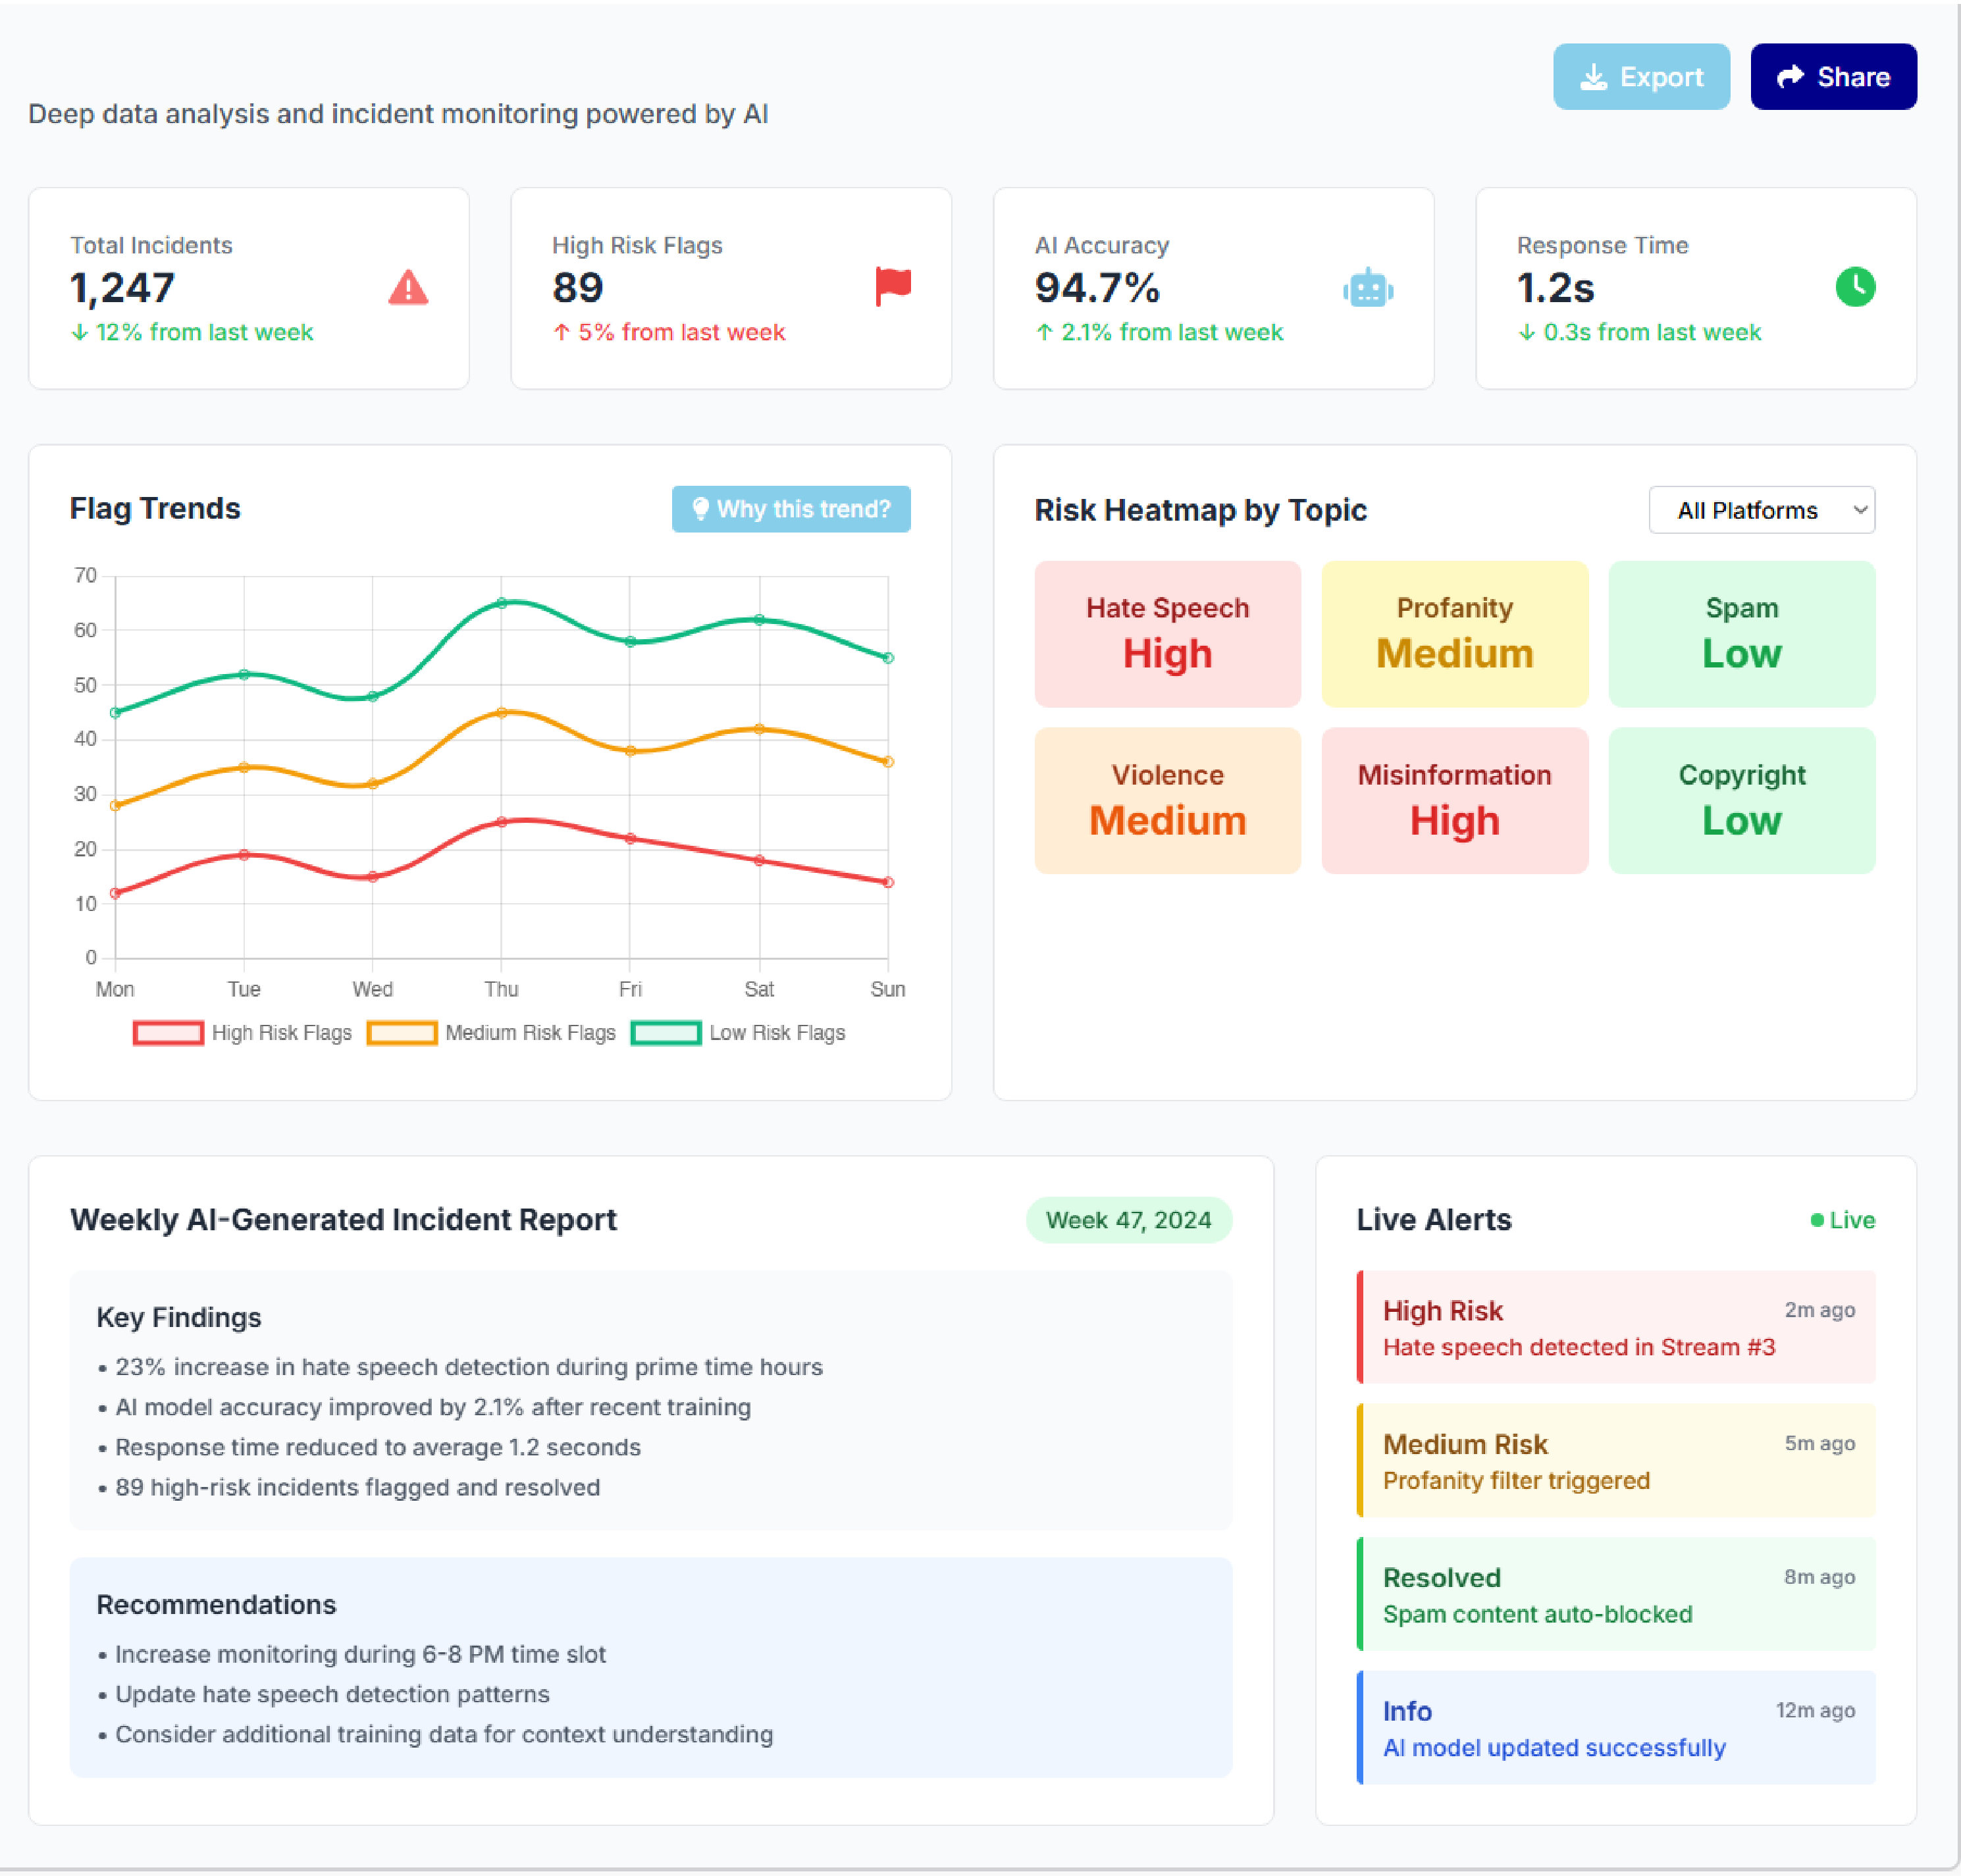 Export
Share
Deep data analysis and incident monitoring powered by AI
Total Incidents
1,247
↓ 12% from last week
High Risk Flags
89
↑ 5% from last week
AI Accuracy
94.7%
↑ 2.1% from last week
Response Time
1.2s
↓ 0.3s from last week
Flag Trends
Why this trend?
70
60
50
40
30
20
10
0
Mon Tue Wed Thu Fri Sat Sun
High Risk Flags Medium Risk Flags Low Risk Flags
Risk Heatmap by Topic
All Platforms
Hate Speech
High
Profanity
Medium
Spam
Low
Violence
Medium
Misinformation
High
Copyright
Low
Weekly AI-Generated Incident Report
Week 47, 2024
Key Findings
• 23% increase in hate speech detection during prime time hours
• AI model accuracy improved by 2.1% after recent training
• Response time reduced to average 1.2 seconds
• 89 high-risk incidents flagged and resolved
Recommendations
• Increase monitoring during 6-8 PM time slot
• Update hate speech detection patterns
• Consider additional training data for context understanding
Live Alerts
Live
High Risk
2m ago
Hate speech detected in Stream #3
Medium Risk
5m ago
Profanity filter triggered
Resolved
8m ago
Spam content auto-blocked
Info
12m ago
AI model updated successfully